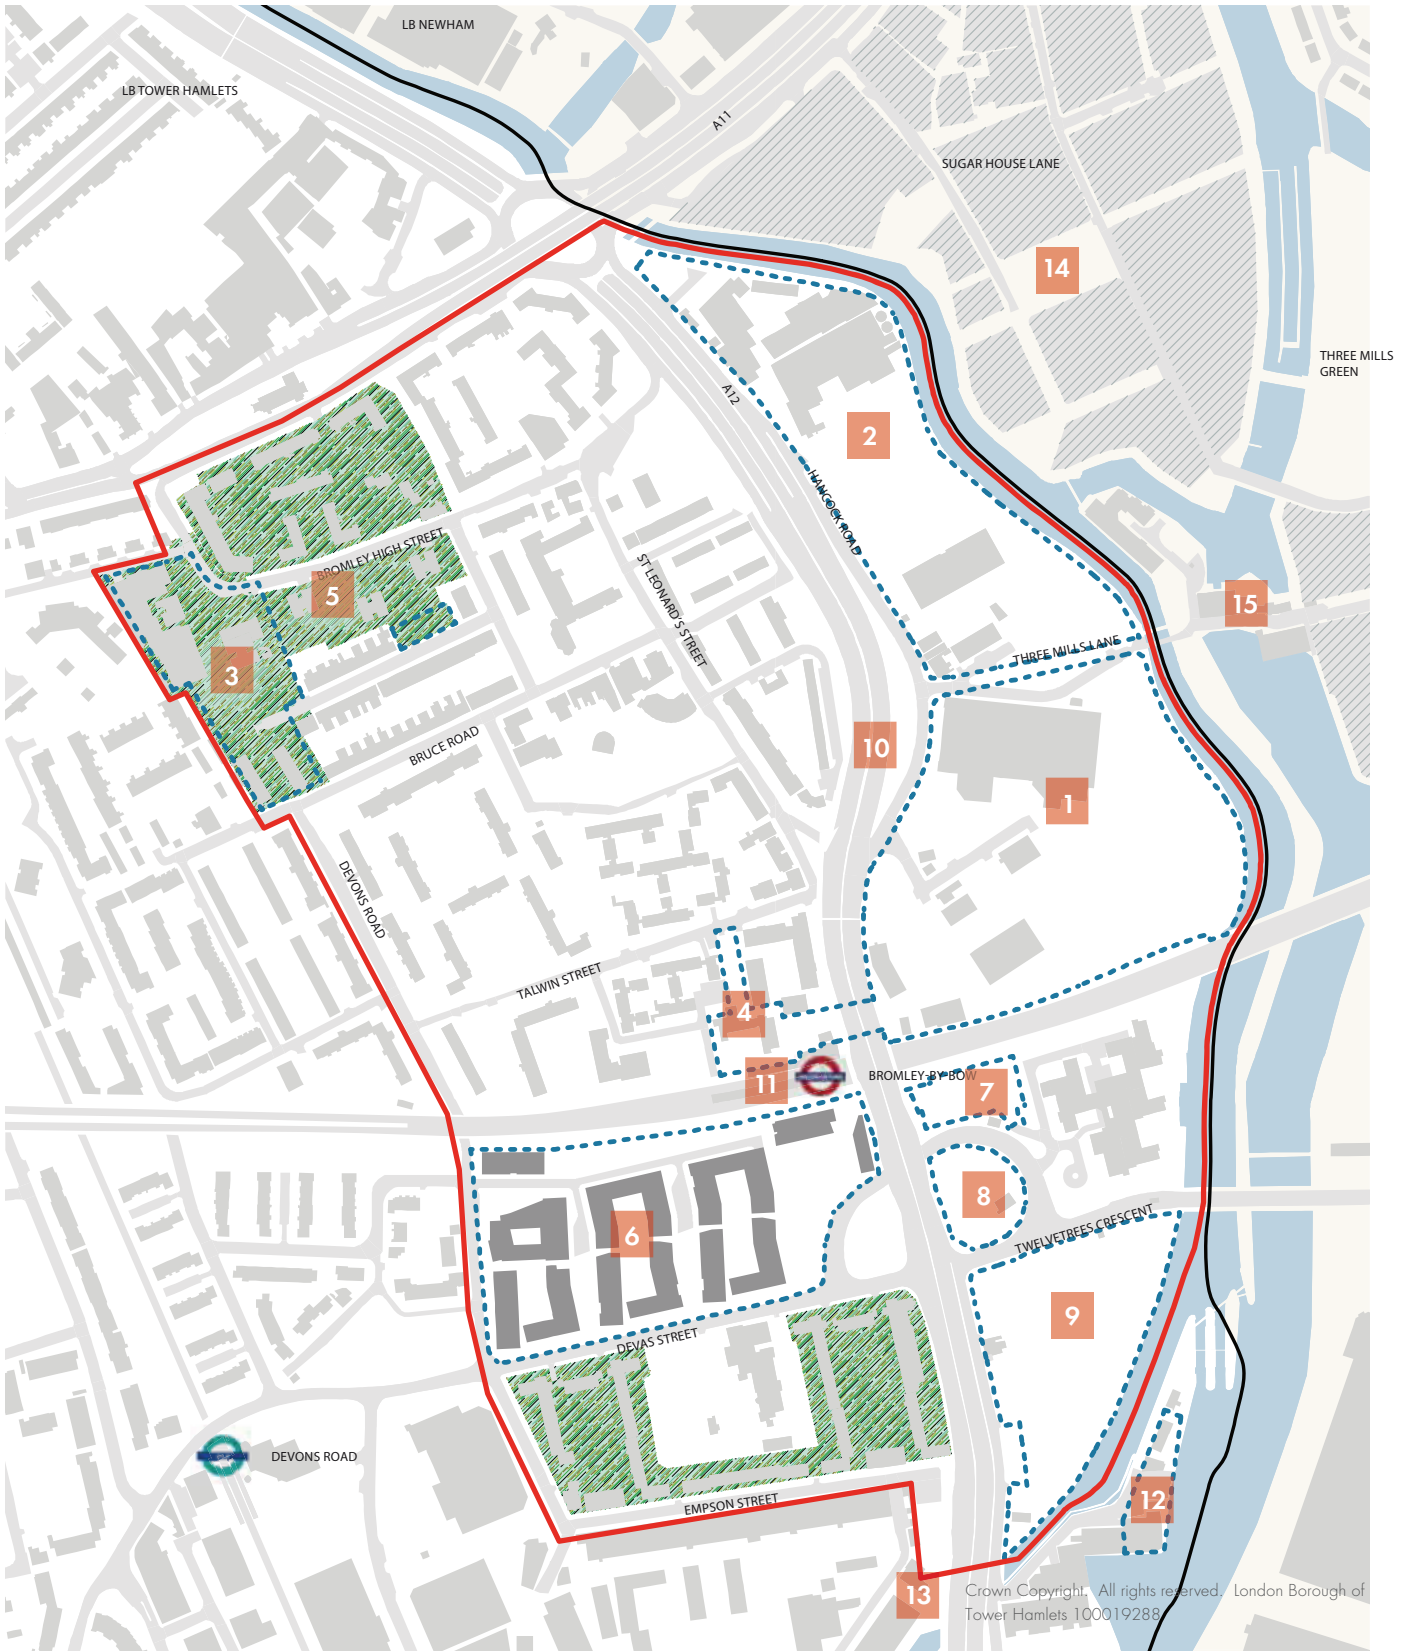 LB NEWHAM
LB TOWER HAMLETS
A11
SUGAR HOUSE LANE
14
THREE MILLS
GREEN
A12
2
HANCOCK ROAD
BROMLEY HIGH STREET
5
ST LEONARD'S STREET
15
3
THREE MILLS LANE
BRUCE ROAD
10
1
DEVONS ROAD
TALWIN STREET
4
11
BROMLEY-BY-BOW
7
8
6
TWELVETREES CRESCENT
9
DEVAS STREET
DEVONS ROAD
EMPSON STREET
12
13
Crown Copyright. All rights reserved. London Borough of
Tower Hamlets 100019288